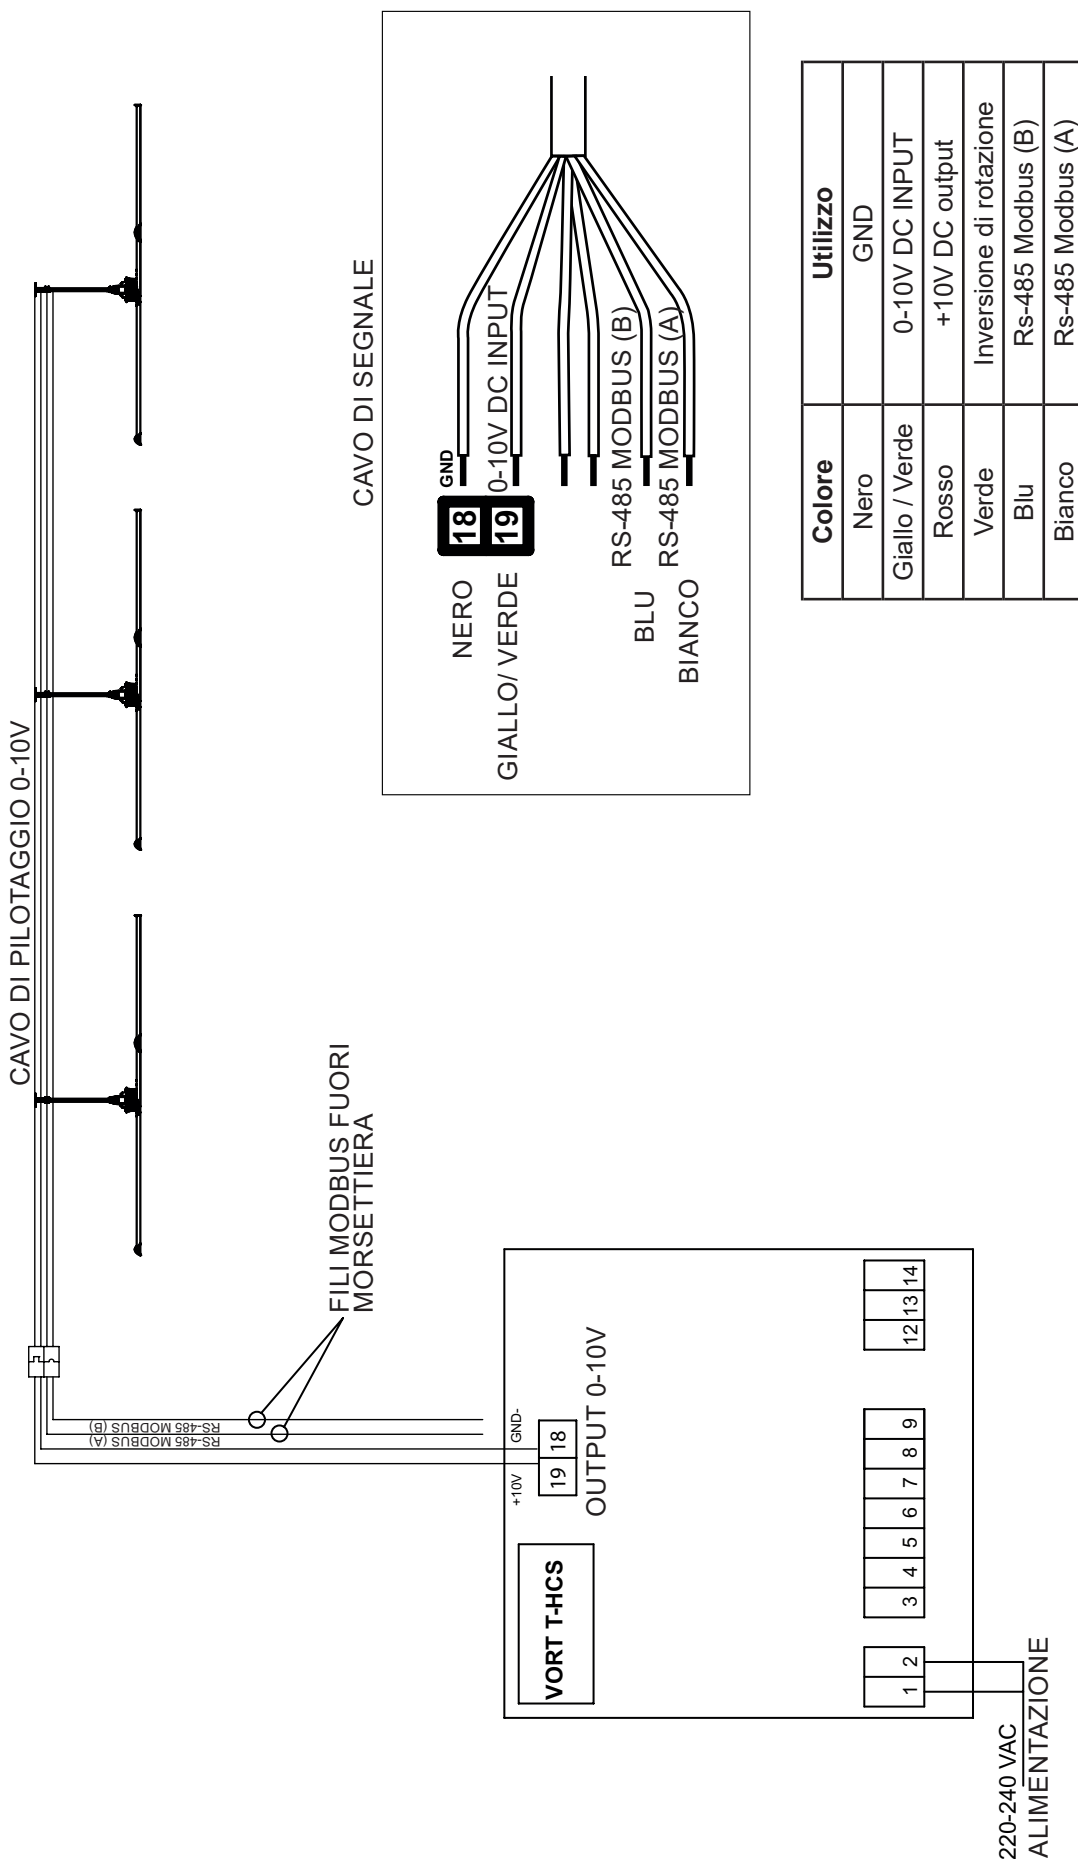 CAVO DI PILOTAGGIO 0-10V
FILI MODBUS FUORI
MORSETTIERA
RS-485 MODBUS (B)
RS-485 MODBUS (A)
+10V
GND-
19
18
OUTPUT 0-10V
VORT T-HCS
1
2
3
4
5
6
7
8
9
12
13
14
220-240 VAC
ALIMENTAZIONE
CAVO DI SEGNALE
NERO
18
GND
GIALLO/ VERDE
19
0-10V DC INPUT
BLU
RS-485 MODBUS (B)
BIANCO
RS-485 MODBUS (A)
Colore Utilizzo
Nero GND
Giallo / Verde 0-10V DC INPUT
Rosso +10V DC output
Verde Inversione di rotazione
Blu Rs-485 Modbus (B)
Bianco Rs-485 Modbus (A)